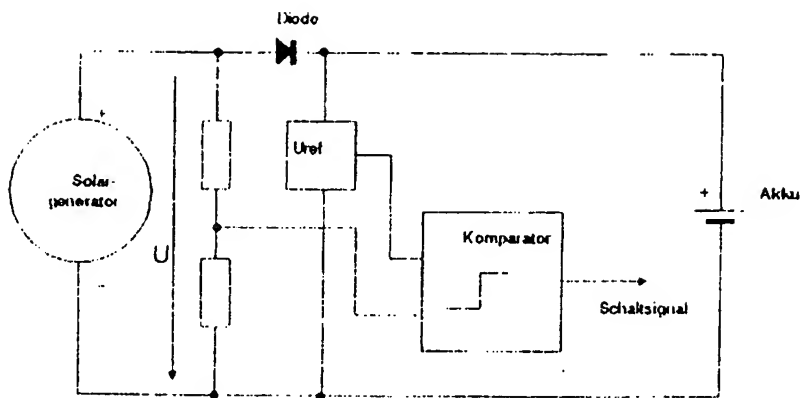 Diode
+
Solar-
generator
U
-
Uref
Komparator
Schaltsignal
+
Akku